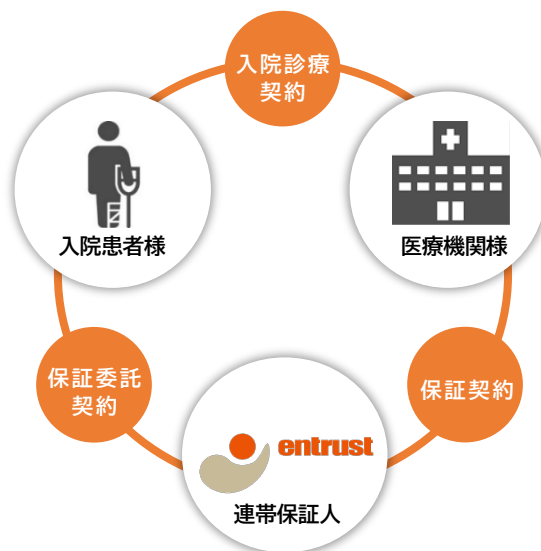 入院診療
契約
入院患者様
医療機関様
保証委託
契約
保証契約
entrust
連帯保証人